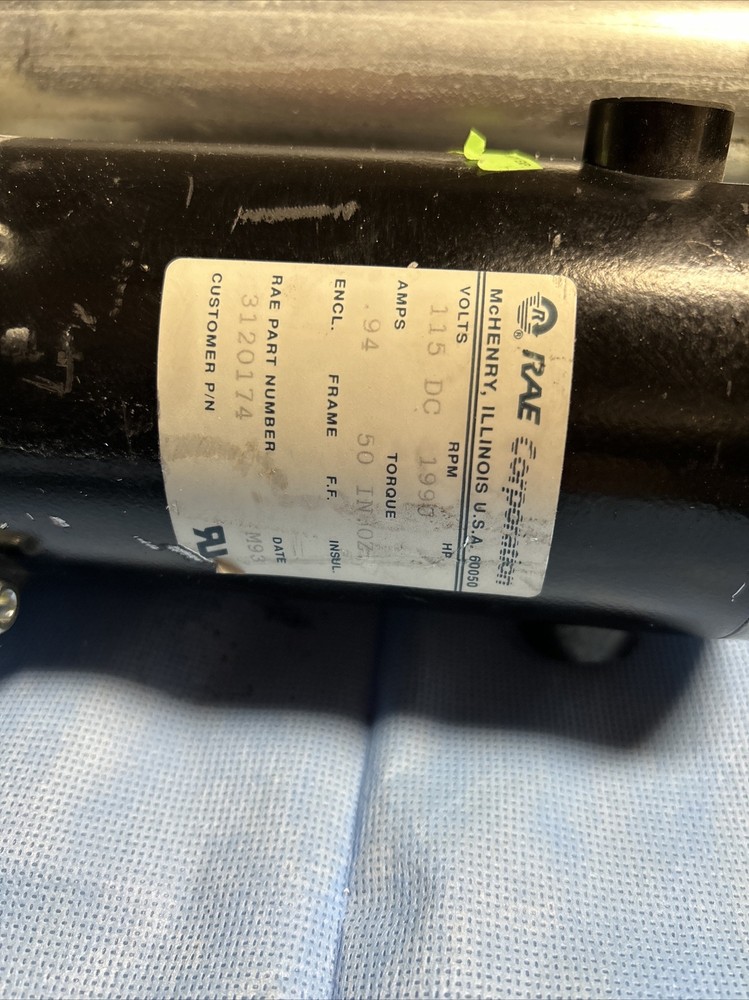 R ® RAE Corporation
McHENRY, ILLINOIS U.S.A. 60050
VOLTS RPM HP
115 DC 1990
AMPS TORQUE
.94 50 IN.OZ.
ENCL. FRAME F.F. INSUL.
RAE PART NUMBER DATE
3120174 M93
CUSTOMER P/N